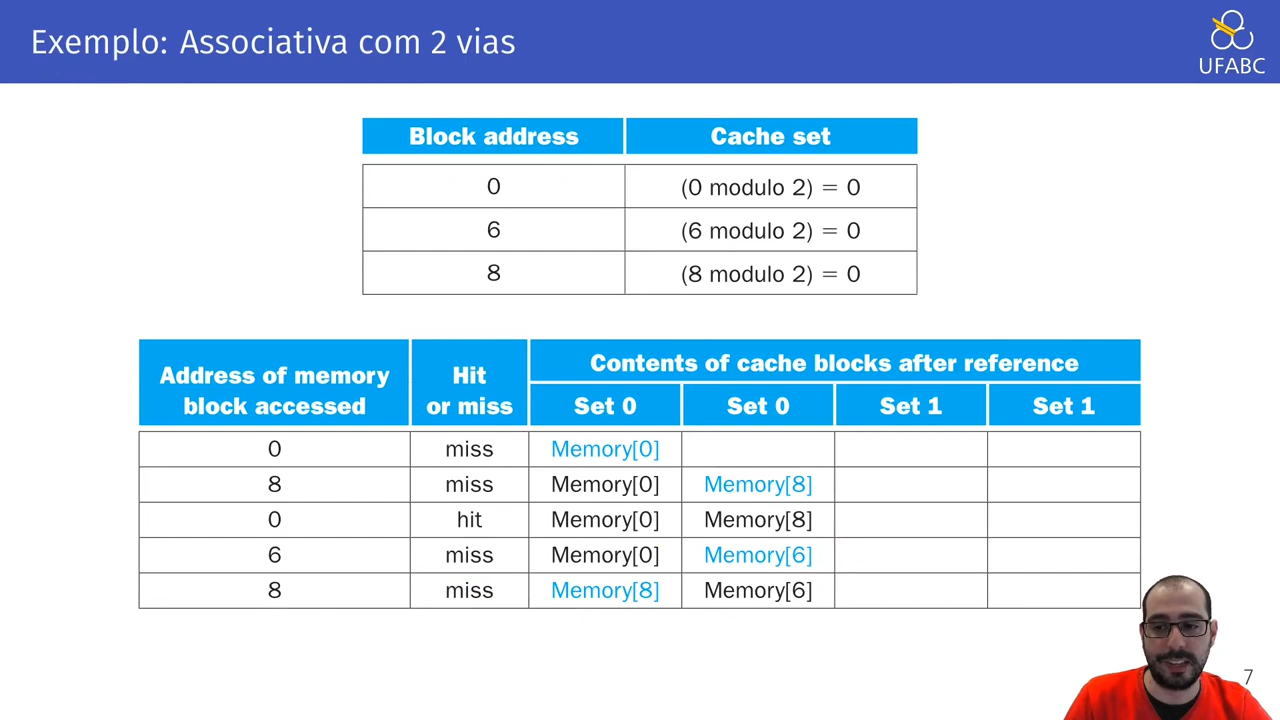 Exemplo: Associativa com 2 vias
UFABC
Block address Cache set
0 (0 modulo 2) = 0
6 (6 modulo 2) = 0
8 (8 modulo 2) = 0
Address of memory block accessed Hit or miss Contents of cache blocks after reference
Set 0 Set 0 Set 1 Set 1
0 miss Memory[0]
8 miss Memory[0] Memory[8]
0 hit Memory[0] Memory[8]
6 miss Memory[0] Memory[6]
8 miss Memory[8] Memory[6]
7